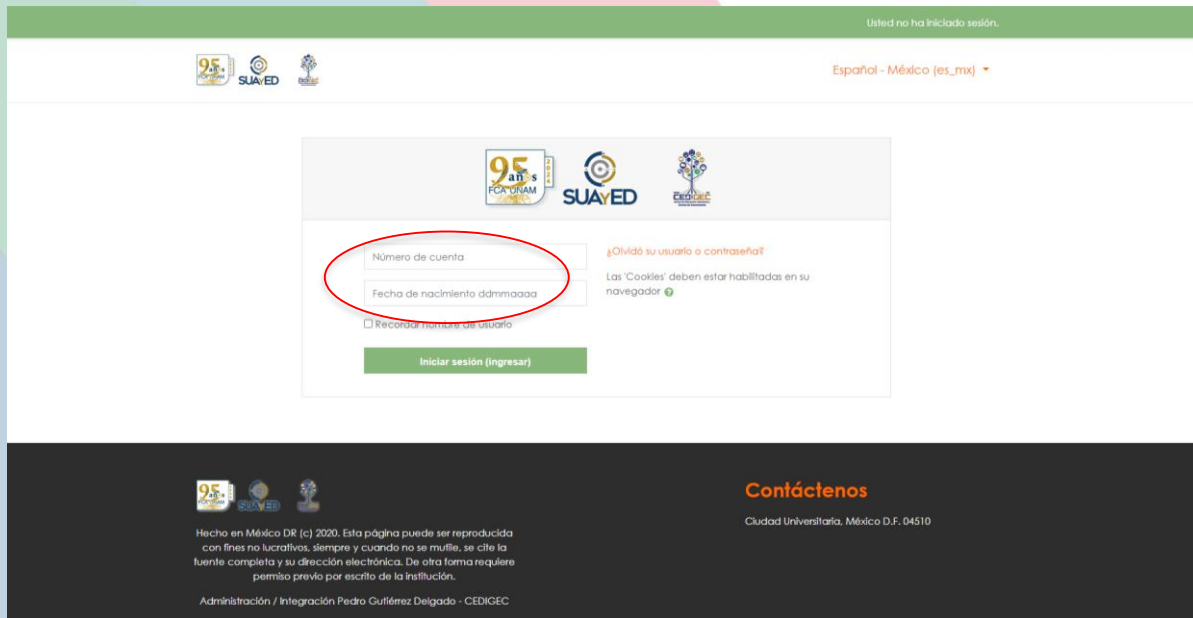 Usted no ha iniciado sesión.
95 años
FCA UNAM
SUAyED
CEDIGEC
Español - México (es_mx)
95 años
2024
FCA UNAM
SUAyED
CEDIGEC
Número de cuenta
¿Olvidó su usuario o contraseña?
Las 'Cookies' deben estar habilitadas en su
navegador
Fecha de nacimiento ddmmaaaa
Recordar nombre de usuario
Iniciar sesión (ingresar)
95 años
SUAyED
Contáctenos
Ciudad Universitaria, México D.F. 04510
Hecho en México DR (c) 2020. Esta página puede ser reproducida
con fines no lucrativos, siempre y cuando no se mutile, se cite la
fuente completa y su dirección electrónica. De otra forma requiere
permiso previo por escrito de la institución.
Administración / Integración Pedro Gutiérrez Delgado - CEDIGEC